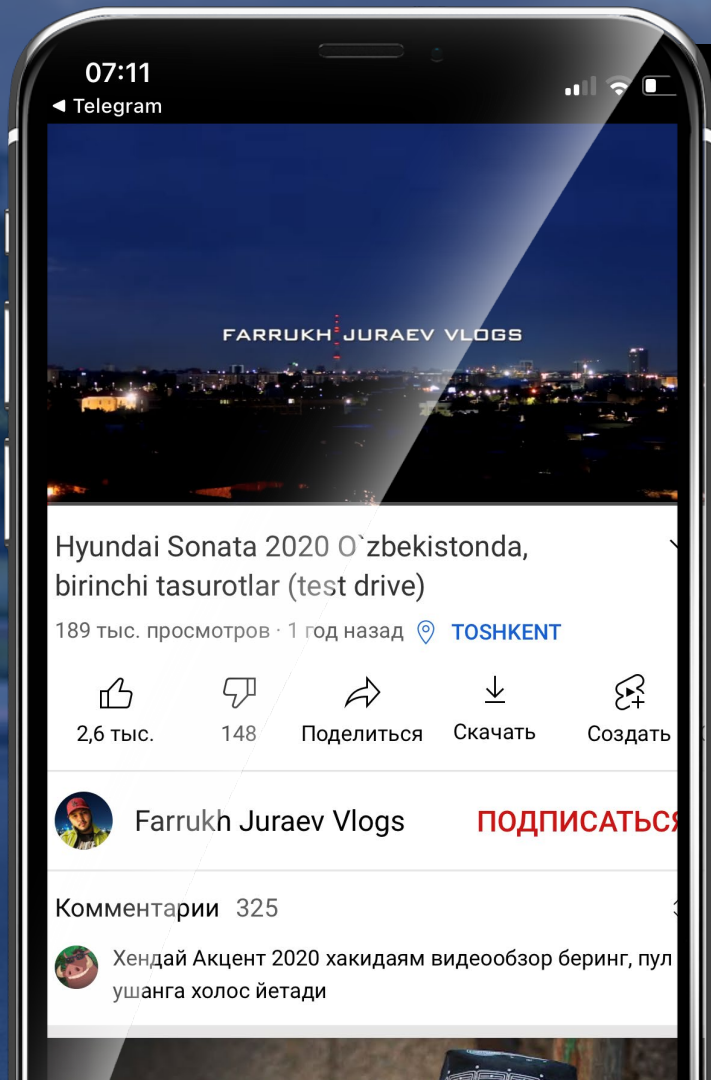 07:11
◀ Telegram
FARRUKH JURAEV VLOGS
Hyundai Sonata 2020 O`zbekistonda,
birinchi tasurotlar (test drive)
189 тыс. просмотров · 1 год назад TOSHKENT
2,6 тыс. 148 Поделиться Скачать Создать
Farrukh Juraev Vlogs ПОДПИСАТЬСЯ
Комментарии 325
Хендай Акцент 2020 хакидаям видеообзор беринг, пул
ушанга холос йетади